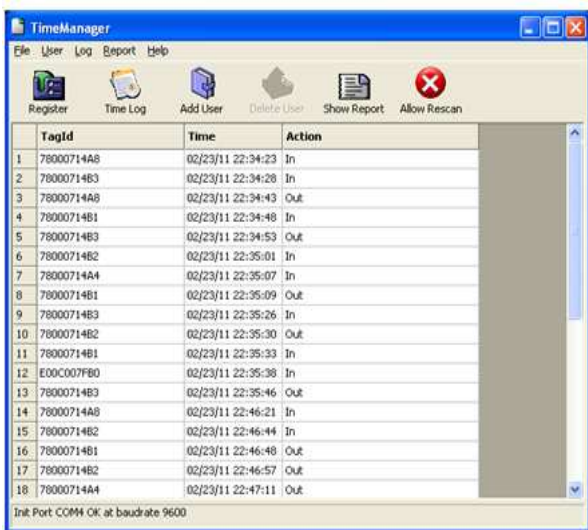 TimeManager
File User Log Report Help
Register Time Log Add User Delete User Show Report Allow Rescan
TagId Time Action
1 78000714A8 02/23/11 22:34:23 In
2 78000714B3 02/23/11 22:34:28 In
3 78000714A8 02/23/11 22:34:43 Out
4 78000714B1 02/23/11 22:34:48 In
5 78000714B3 02/23/11 22:34:53 Out
6 78000714B2 02/23/11 22:35:01 In
7 78000714A4 02/23/11 22:35:07 In
8 78000714B1 02/23/11 22:35:09 Out
9 78000714B3 02/23/11 22:35:26 In
10 78000714B2 02/23/11 22:35:30 Out
11 78000714B1 02/23/11 22:35:33 In
12 E00C007FB0 02/23/11 22:35:38 In
13 78000714B3 02/23/11 22:35:46 Out
14 78000714A8 02/23/11 22:46:21 In
15 78000714B2 02/23/11 22:46:44 In
16 78000714B1 02/23/11 22:46:48 Out
17 78000714B2 02/23/11 22:46:57 Out
18 78000714A4 02/23/11 22:47:11 Out
Init Port COM4 OK at baudrate 9600